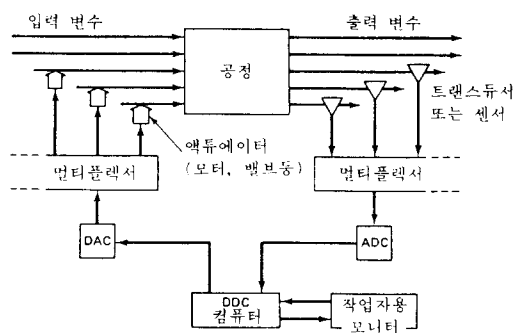 입력 변수
출력 변수
공정
트랜스듀서
또는 센서
액튜에이터
(모터, 밸브등)
멀티플렉서
멀티플렉서
DAC
ADC
DDC
컴퓨터
작업자용
모니터